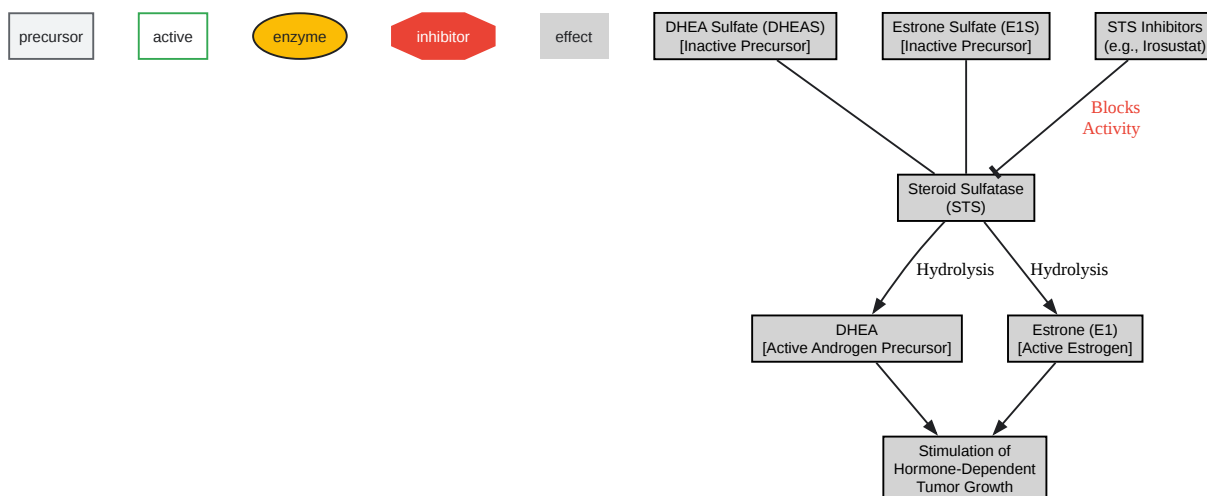 precursor
active
enzyme
inhibitor
effect
DHEA Sulfate (DHEAS)
[Inactive Precursor]
Estrone Sulfate (E1S)
[Inactive Precursor]
STS Inhibitors
(e.g., Irosustat)
Blocks
Activity
Steroid Sulfatase
(STS)
Hydrolysis
Hydrolysis
DHEA
[Active Androgen Precursor]
Estrone (E1)
[Active Estrogen]
Stimulation of
Hormone-Dependent
Tumor Growth